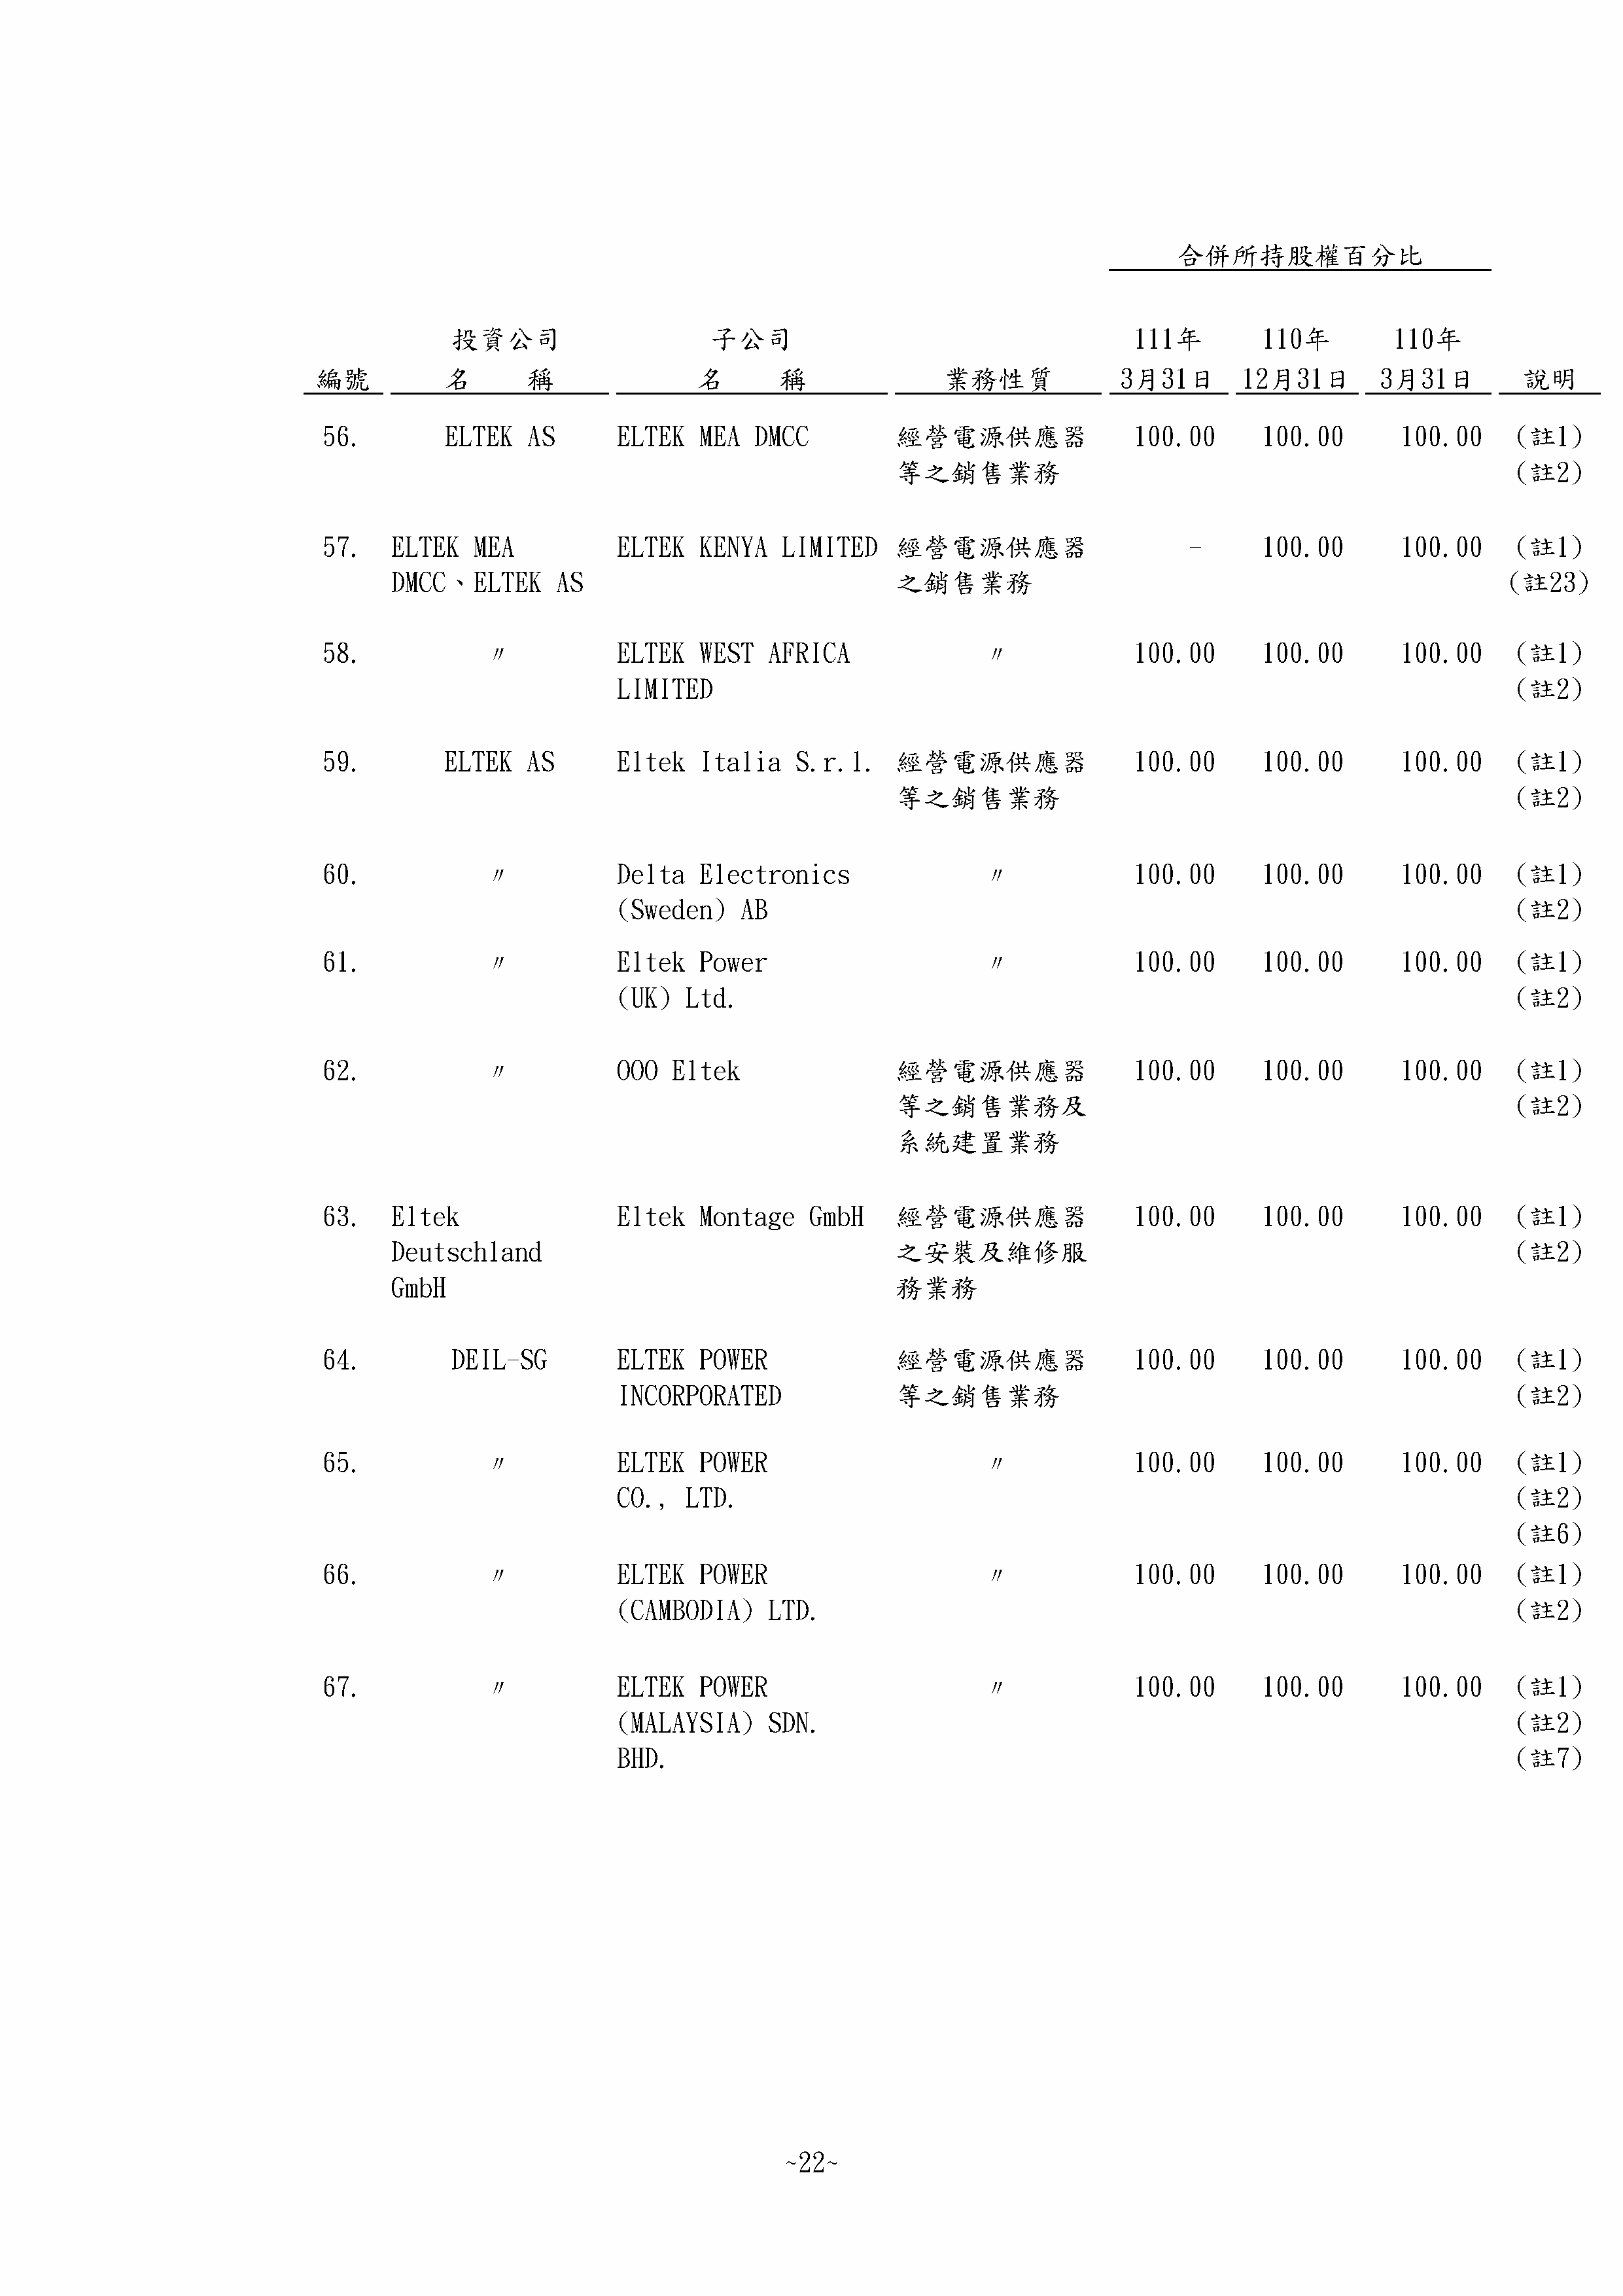 合併所持股權百分比
投資公司 子公司 111年 110年 110年
編號 名 稱 名 稱 業務性質 3月31日 12月31日 3月31日 說明
56. ELTEK AS ELTEK MEA DMCC 經營電源供應器 100.00 100.00 100.00 (註1)
等之銷售業務 (註2)
57. ELTEK MEA ELTEK KENYA LIMITED 經營電源供應器 - 100.00 100.00 (註1)
DMCC、ELTEK AS 之銷售業務 (註23)
58. 〃 ELTEK WEST AFRICA 〃 100.00 100.00 100.00 (註1)
LIMITED (註2)
59. ELTEK AS Eltek Italia S.r.l. 經營電源供應器 100.00 100.00 100.00 (註1)
等之銷售業務 (註2)
60. 〃 Delta Electronics 〃 100.00 100.00 100.00 (註1)
(Sweden) AB (註2)
61. 〃 Eltek Power 〃 100.00 100.00 100.00 (註1)
(UK) Ltd. (註2)
62. 〃 OOO Eltek 經營電源供應器 100.00 100.00 100.00 (註1)
等之銷售業務及 (註2)
系統建置業務
63. Eltek Eltek Montage GmbH 經營電源供應器 100.00 100.00 100.00 (註1)
Deutschland 之安裝及維修服 (註2)
GmbH 務業務
64. DEIL-SG ELTEK POWER 經營電源供應器 100.00 100.00 100.00 (註1)
INCORPORATED 等之銷售業務 (註2)
65. 〃 ELTEK POWER 〃 100.00 100.00 100.00 (註1)
CO., LTD. (註2)
(註6)
66. 〃 ELTEK POWER 〃 100.00 100.00 100.00 (註1)
(CAMBODIA) LTD. (註2)
67. 〃 ELTEK POWER 〃 100.00 100.00 100.00 (註1)
(MALAYSIA) SDN. (註2)
BHD. (註7)
~22~